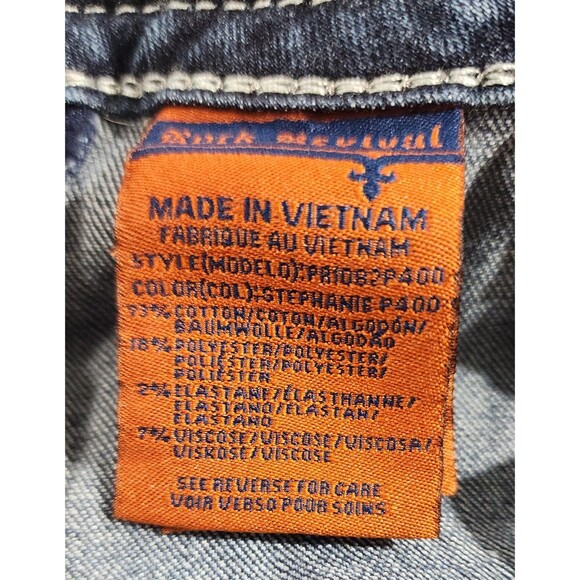 Rock Revival
MADE IN VIETNAM
FABRIQUE AU VIETNAM
STYLE(MODELO):PR1082P400
COLOR(COL):STEPHANIE P400
73% COTTON/COTON/ALGODÓN/
BAUMWOLLE/ALGODAO
18% POLYESTER/POLYESTER/
POLIÉSTER/POLYESTER/
POLIÉSTER
2% ELASTANE/ÉLASTHANNE/
ELASTANO/ELASTAN/
ELASTANO
7% VISCOSE/VISCOSE/VISCOSA/
VISKOSE/VISCOSE
SEE REVERSE FOR CARE
VOIR VERSO POUR SOINS